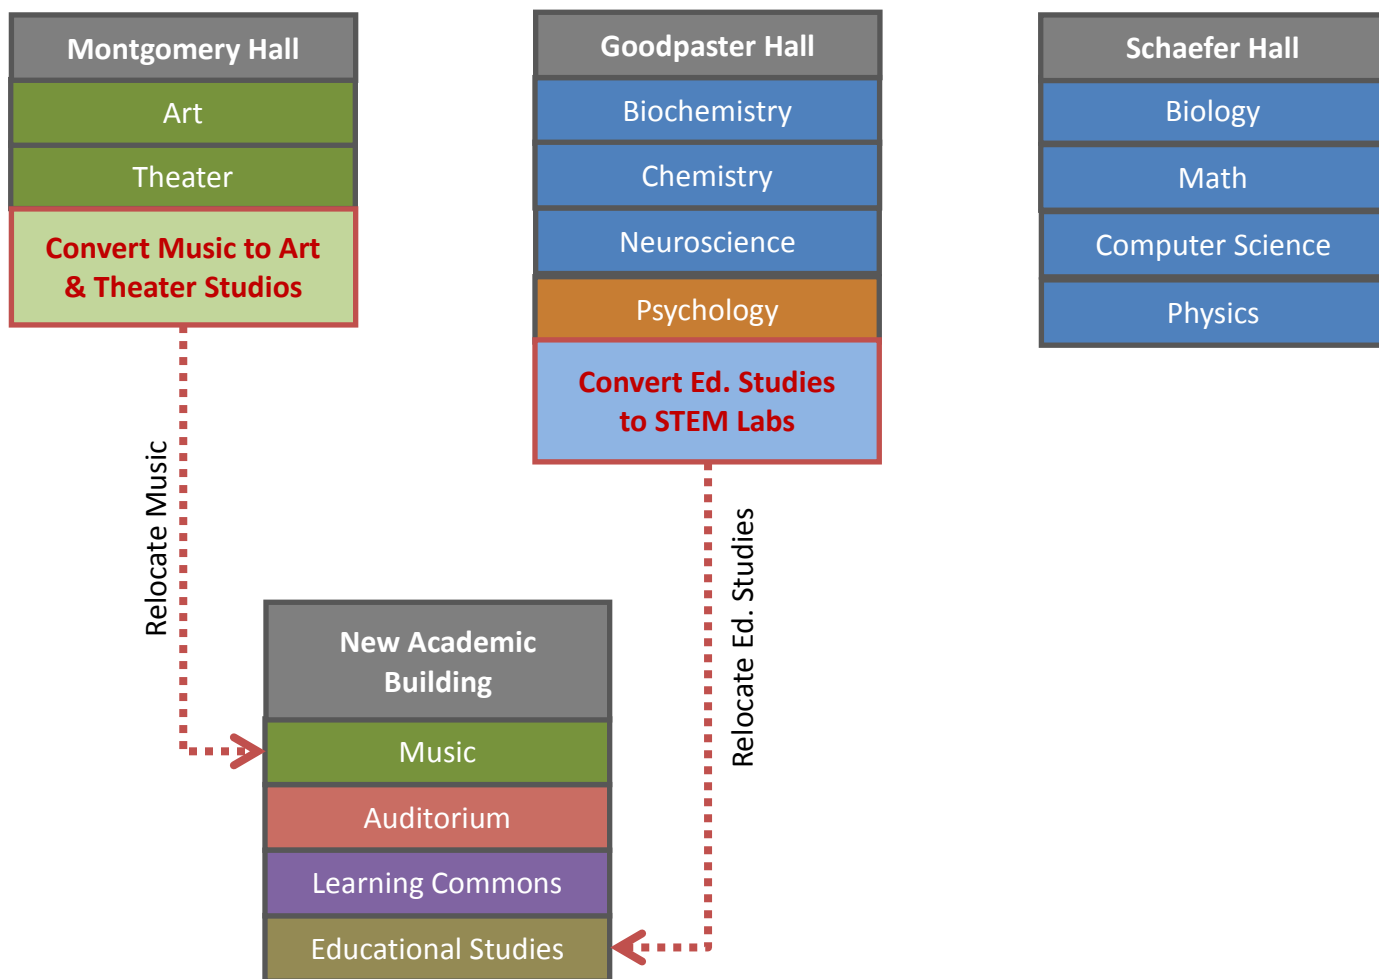 Montgomery Hall
Art
Theater
Convert Music to Art
& Theater Studios
Goodpaster Hall
Biochemistry
Chemistry
Neuroscience
Psychology
Convert Ed. Studies
to STEM Labs
Schaefer Hall
Biology
Math
Computer Science
Physics
Relocate Music
Relocate Ed. Studies
New Academic
Building
Music
Auditorium
Learning Commons
Educational Studies